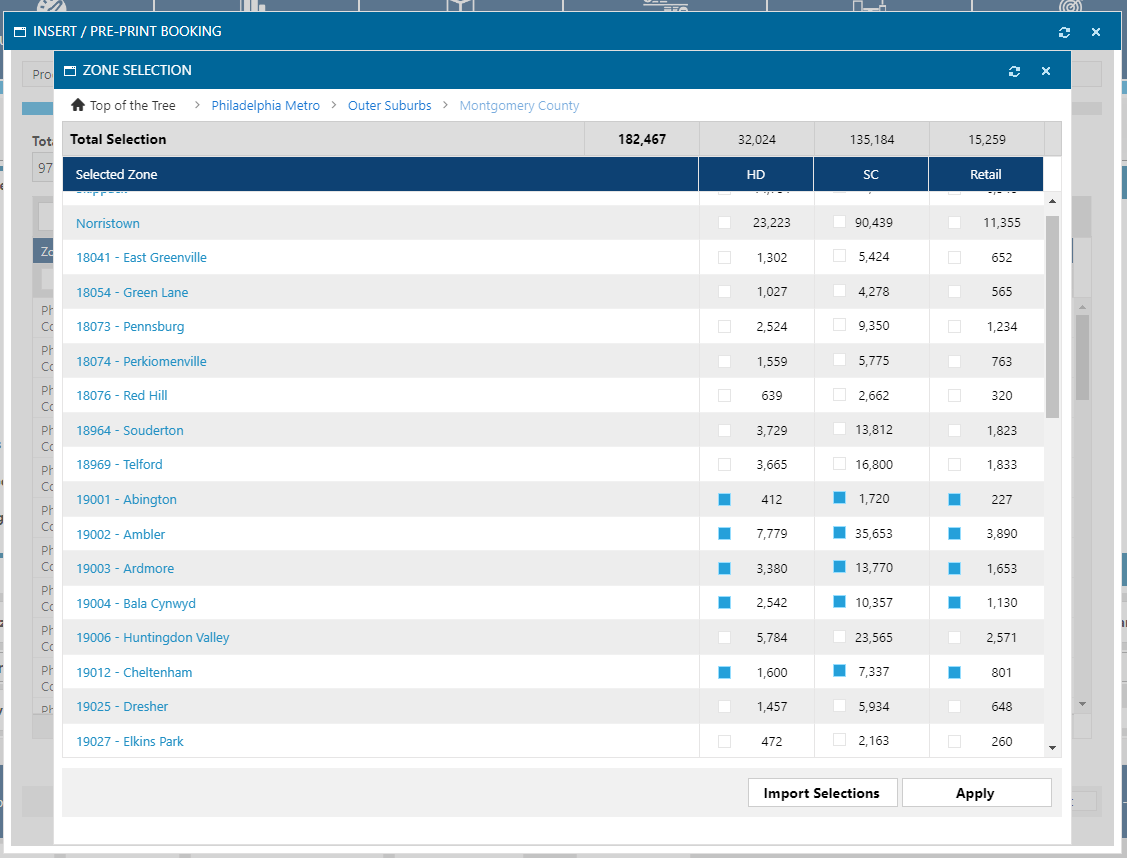 INSERT / PRE-PRINT BOOKING
ZONE SELECTION
Top of the Tree > Philadelphia Metro > Outer Suburbs > Montgomery County
Total Selection 182,467 32,024 135,184 15,259
Selected Zone HD SC Retail
Norristown 23,223 90,439 11,355
18041 - East Greenville 1,302 5,424 652
18054 - Green Lane 1,027 4,278 565
18073 - Pennsburg 2,524 9,350 1,234
18074 - Perkiomenville 1,559 5,775 763
18076 - Red Hill 639 2,662 320
18964 - Souderton 3,729 13,812 1,823
18969 - Telford 3,665 16,800 1,833
19001 - Abington 412 1,720 227
19002 - Ambler 7,779 35,653 3,890
19003 - Ardmore 3,380 13,770 1,653
19004 - Bala Cynwyd 2,542 10,357 1,130
19006 - Huntingdon Valley 5,784 23,565 2,571
19012 - Cheltenham 1,600 7,337 801
19025 - Dresher 1,457 5,934 648
19027 - Elkins Park 472 2,163 260
Import Selections Apply